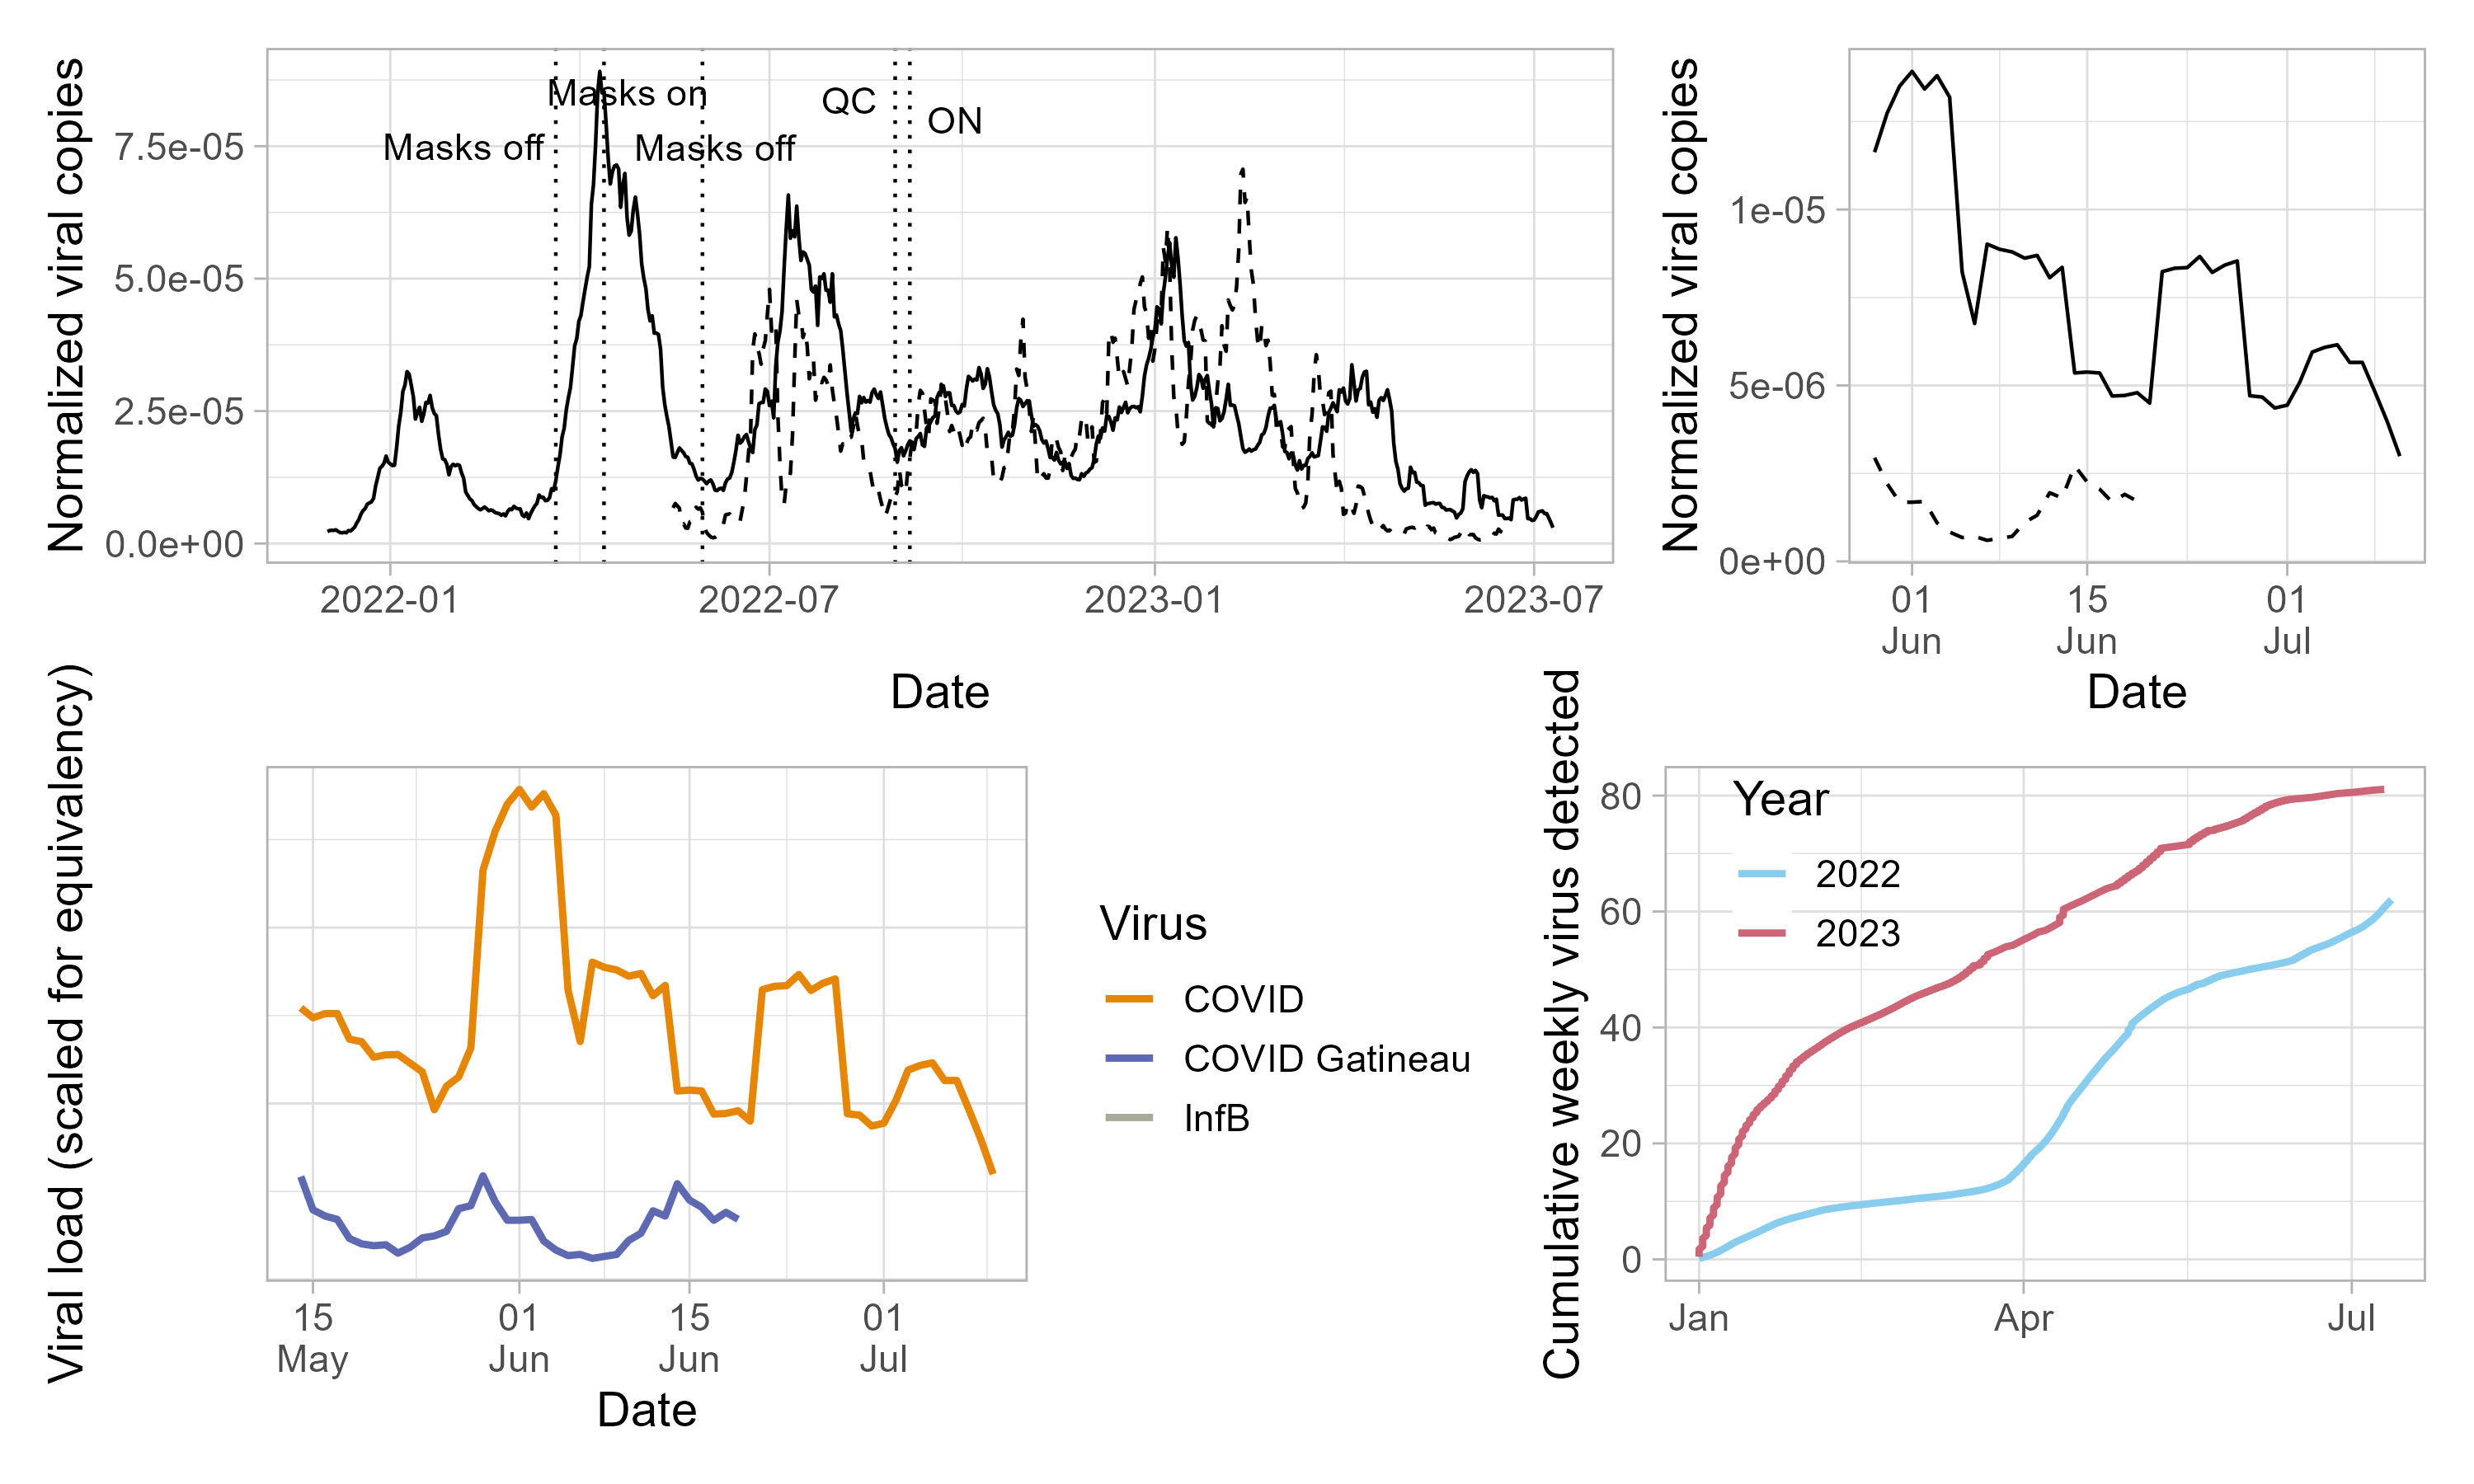 Normalized viral copies
7.5e-05
5.0e-05
2.5e-05
0.0e+00
Masks off
Masks on
Masks off
QC
ON
2022-01
2022-07
2023-01
2023-07
Date
Normalized viral copies
1e-05
5e-06
0e+00
01 Jun
15 Jun
01 Jul
Date
Viral load (scaled for equivalency)
15 May
01 Jun
15 Jun
01 Jul
Date
Virus
COVID
COVID Gatineau
InfB
Cumulative weekly virus detected
80
60
40
20
0
Year
2022
2023
Jan
Apr
Jul